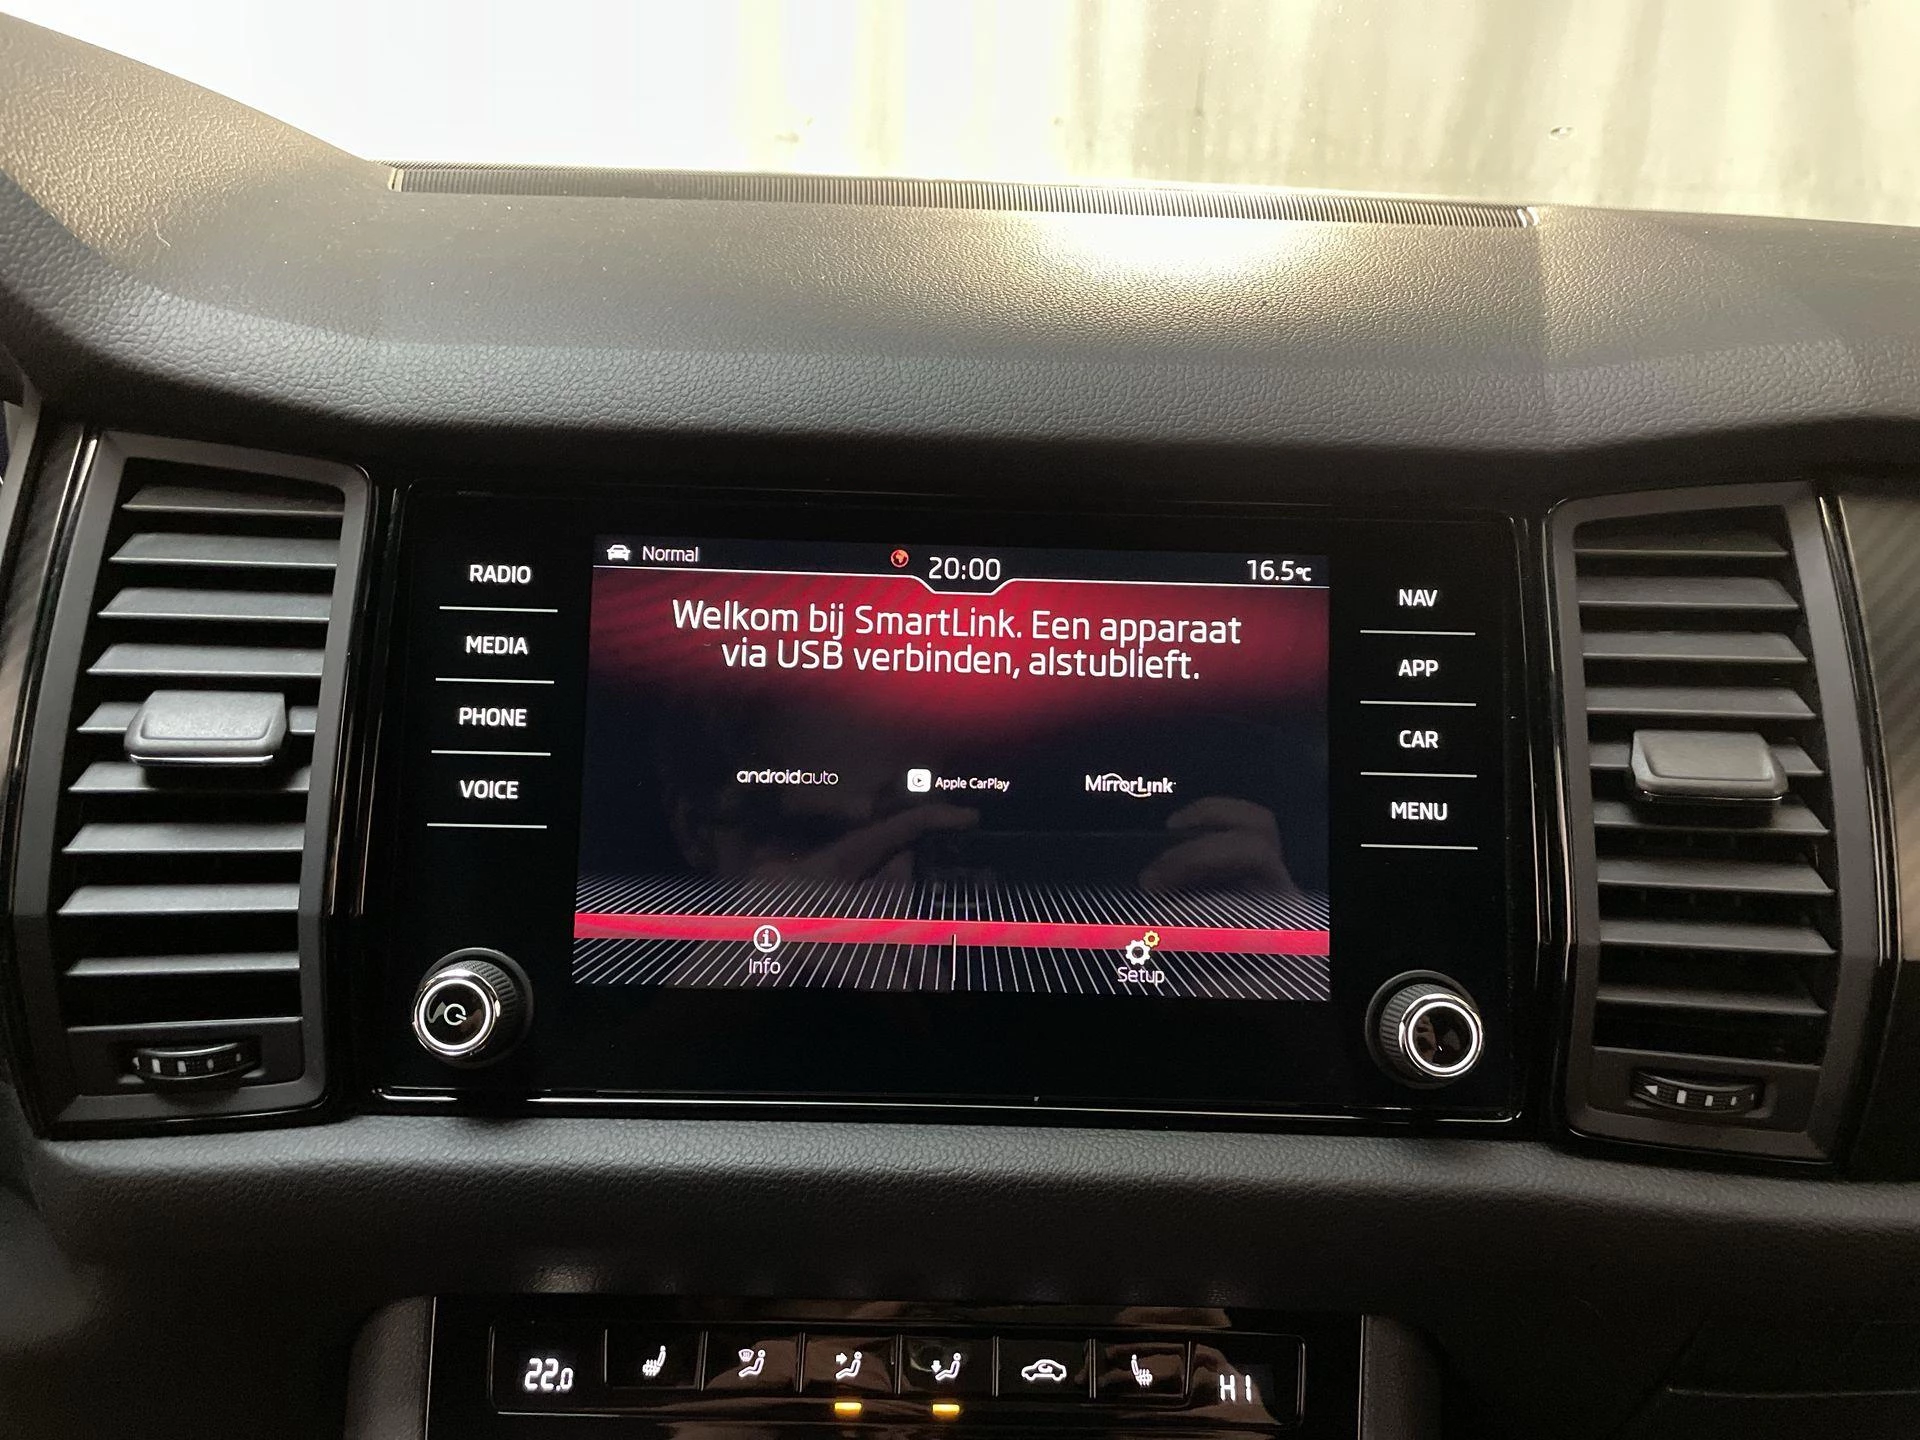 Normal
20:00
16.5°C
Welkom bij SmartLink. Een apparaat
via USB verbinden, alstublieft.
androidauto
Apple CarPlay
MirrorLink
Info
Setup
RADIO
MEDIA
PHONE
VOICE
NAV
APP
CAR
MENU
22.0
HI